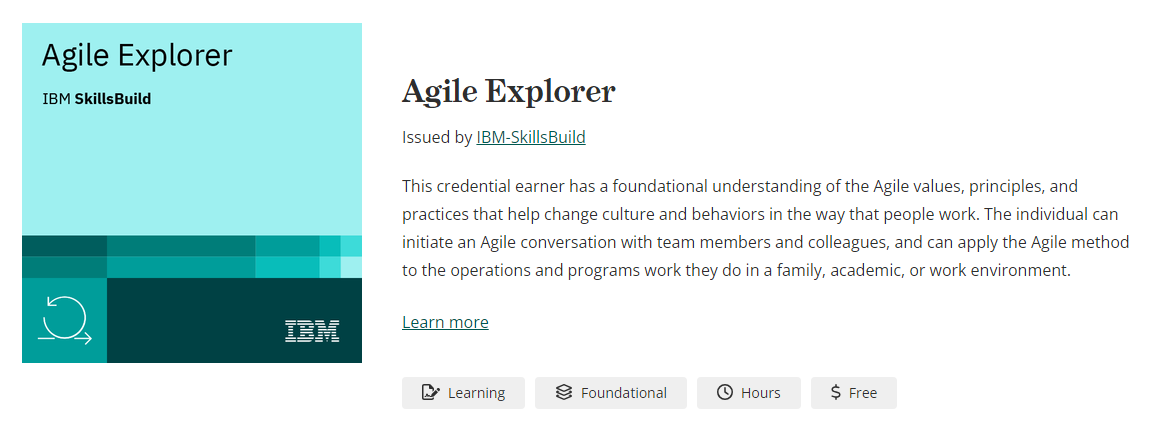 Agile Explorer
IBM SkillsBuild
IBM
Agile Explorer
Issued by IBM-SkillsBuild
This credential earner has a foundational understanding of the Agile values, principles, and
practices that help change culture and behaviors in the way that people work. The individual can
initiate an Agile conversation with team members and colleagues, and can apply the Agile method
to the operations and programs work they do in a family, academic, or work environment.
Learn more
Learning
Foundational
Hours
$ Free